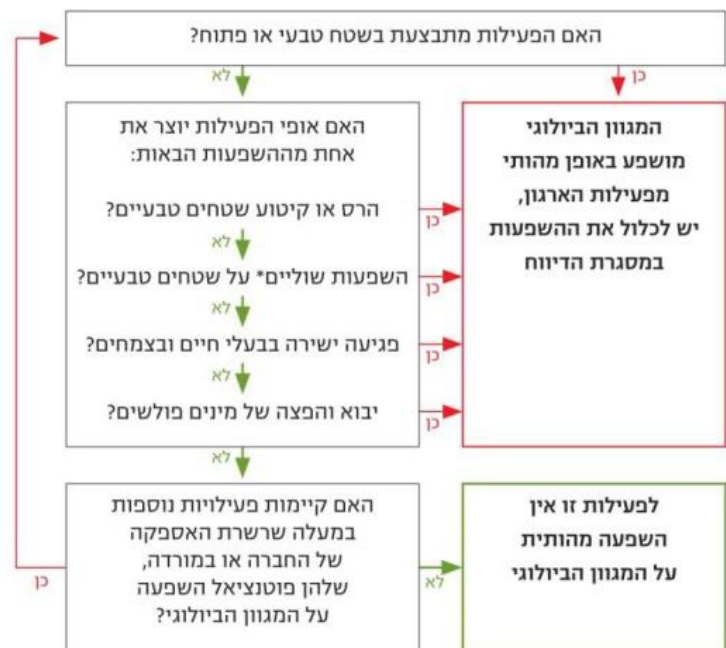 האם הפעילות מתבצעת בשטח טבעי או פתוח?
לא
כן
האם אופי הפעילות יוצר את
אחת מההשפעות הבאות:
הרס או קיטוע שטחים טבעיים?
כן
לא
השפעות שוליים* על שטחים טבעיים?
כן
לא
פגיעה ישירה בבעלי חיים ובצמחים?
כן
לא
יבוא והפצה של מינים פולשים?
כן
לא
המגוון הביולוגי
מושפע באופן מהותי
מפעילות הארגון,
יש לכלול את ההשפעות
במסגרת הדיווח
האם קיימות פעילויות נוספות
במעלה שרשרת האספקה
של החברה או במורדה,
שלהן פוטנציאל השפעה
על המגוון הביולוגי?
כן
לא
לפעילות זו אין
השפעה מהותית
על המגוון הביולוגי